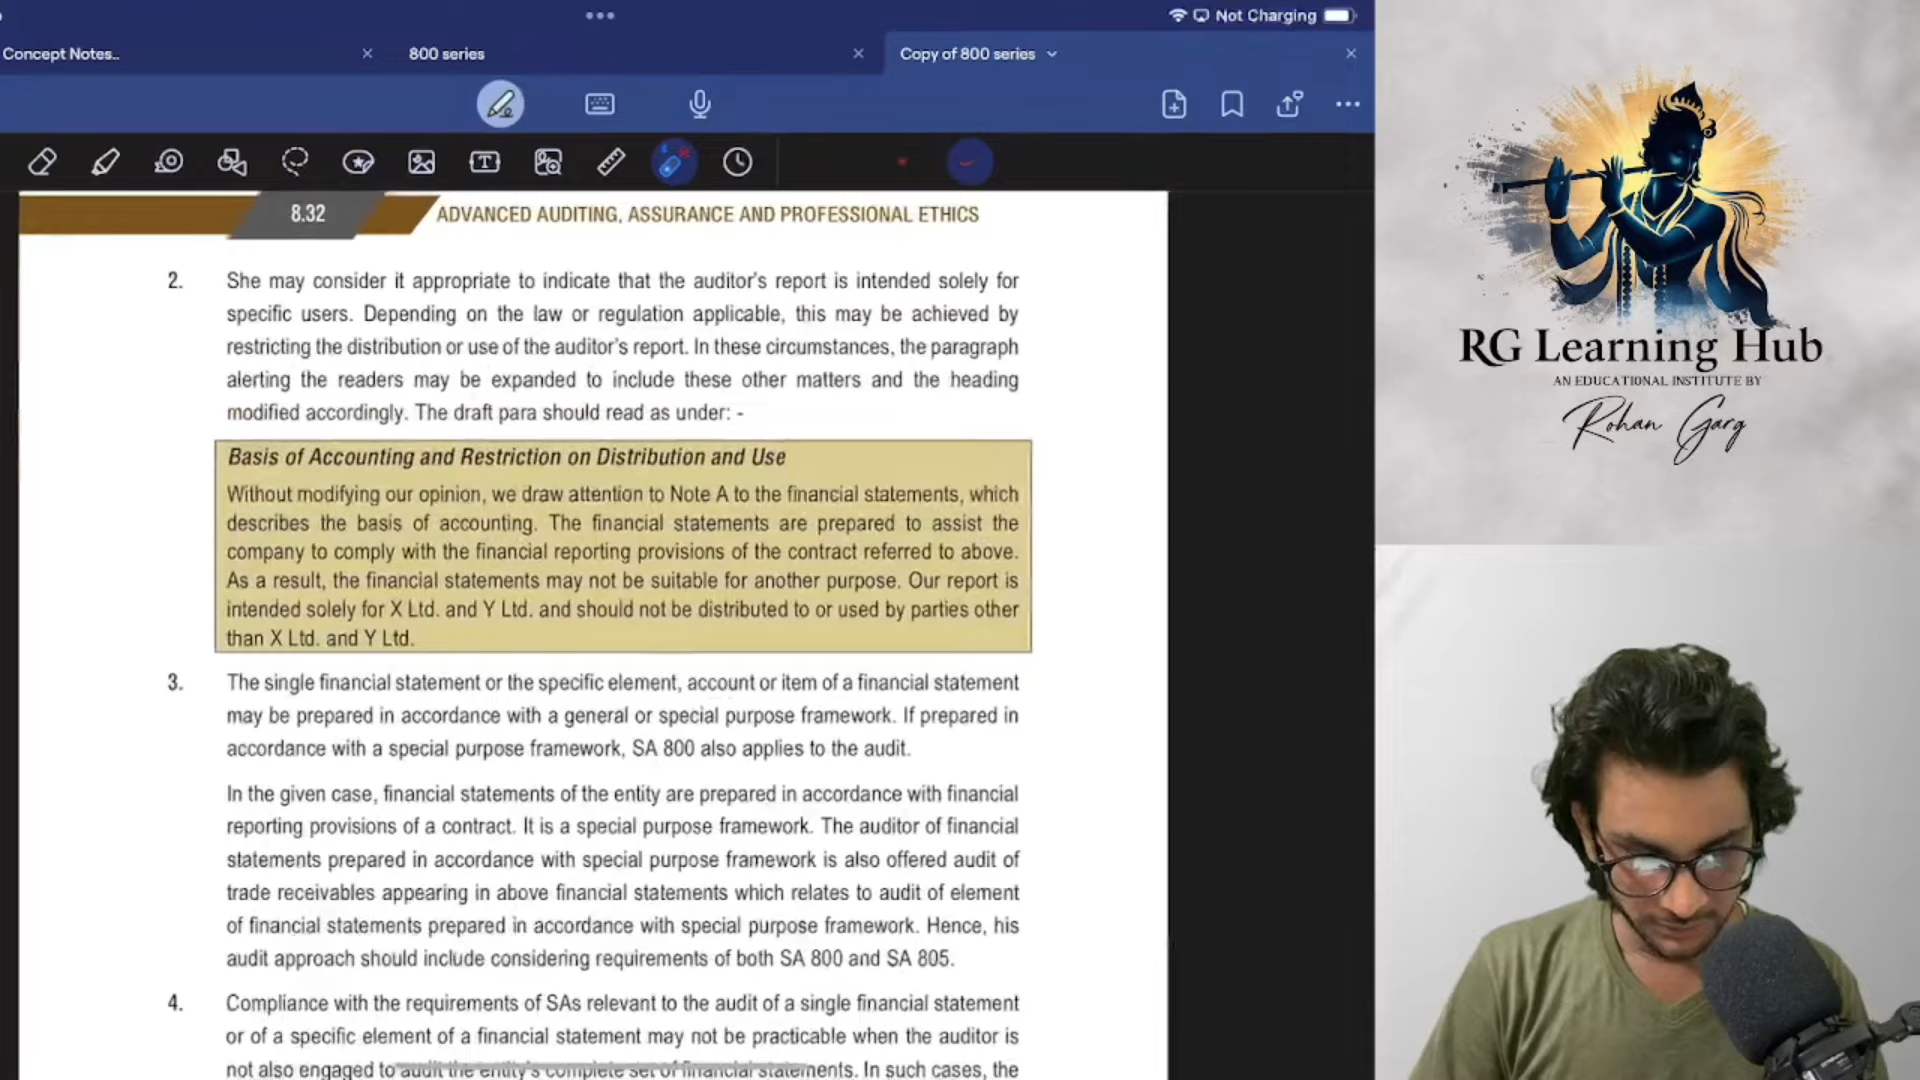 Not Charging
Concept Notes..
800 series
Copy of 800 series
8.32
ADVANCED AUDITING, ASSURANCE AND PROFESSIONAL ETHICS
2. She may consider it appropriate to indicate that the auditor's report is intended solely for
specific users. Depending on the law or regulation applicable, this may be achieved by
restricting the distribution or use of the auditor's report. In these circumstances, the paragraph
alerting the readers may be expanded to include these other matters and the heading
modified accordingly. The draft para should read as under: -
Basis of Accounting and Restriction on Distribution and Use
Without modifying our opinion, we draw attention to Note A to the financial statements, which
describes the basis of accounting. The financial statements are prepared to assist the
company to comply with the financial reporting provisions of the contract referred to above.
As a result, the financial statements may not be suitable for another purpose. Our report is
intended solely for X Ltd. and Y Ltd. and should not be distributed to or used by parties other
than X Ltd. and Y Ltd.
3. The single financial statement or the specific element, account or item of a financial statement
may be prepared in accordance with a general or special purpose framework. If prepared in
accordance with a special purpose framework, SA 800 also applies to the audit.
In the given case, financial statements of the entity are prepared in accordance with financial
reporting provisions of a contract. It is a special purpose framework. The auditor of financial
statements prepared in accordance with special purpose framework is also offered audit of
trade receivables appearing in above financial statements which relates to audit of element
of financial statements prepared in accordance with special purpose framework. Hence, his
audit approach should include considering requirements of both SA 800 and SA 805.
4. Compliance with the requirements of SAs relevant to the audit of a single financial statement
or of a specific element of a financial statement may not be practicable when the auditor is
not also engaged to audit the entity's complete set of financial statements. In such cases, the
RG Learning Hub
AN EDUCATIONAL INSTITUTE BY
Rohan Garg